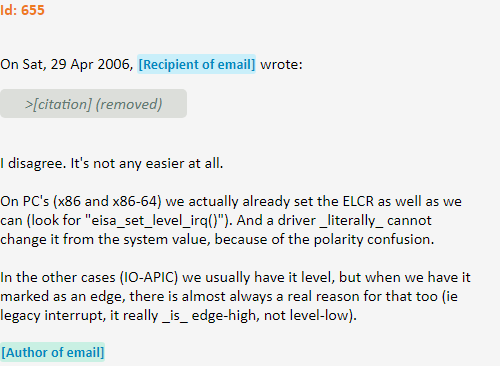 Id: 655
On Sat, 29 Apr 2006, [Recipient of email] wrote:
>[citation] (removed)
I disagree. It's not any easier at all.
On PC's (x86 and x86-64) we actually already set the ELCR as well as we
can (look for "eisa_set_level_irq()"). And a driver _literally_ cannot
change it from the system value, because of the polarity confusion.
In the other cases (IO-APIC) we usually have it level, but when we have it
marked as an edge, there is almost always a real reason for that too (ie
legacy interrupt, it really _is_ edge-high, not level-low).
[Author of email]